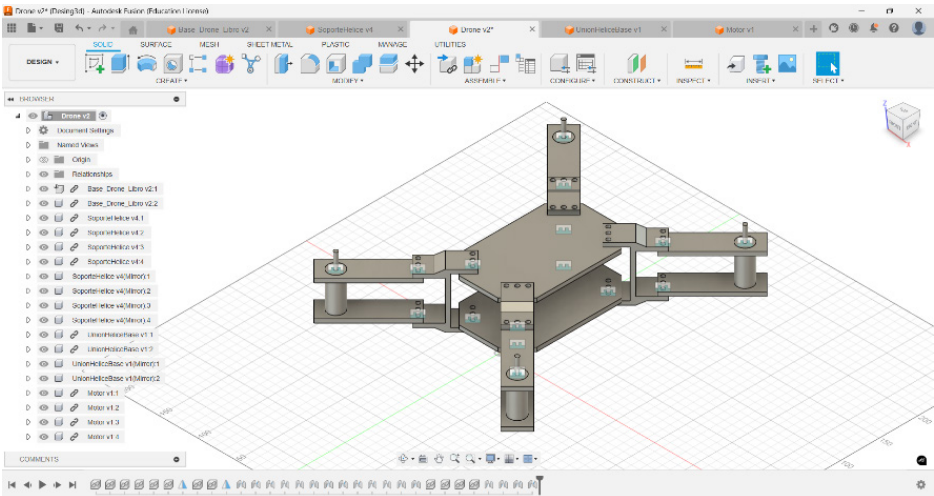 Drone v2* (Desing3d) - Autodesk Fusion (Education License)
Base_Drone_Libro v2
SoporteHelice v4
Drone v2*
UnionHeliceBase v1
Motor v1
SOLID SURFACE MESH SHEET METAL PLASTIC MANAGE UTILITIES
DESIGN
CREATE MODIFY ASSEMBLE CONFIGURE CONSTRUCT INSPECT INSERT SELECT
BROWSER
Drone v2
Document Settings
Named Views
Origin
Relationships
Base_Drone_Libro v2:1
Base_Drone_Libro v2:2
SoporteHelice v4:1
SoporteHelice v4:2
SoporteHelice v4:3
SoporteHelice v4:4
SoporteHelice v4(Mirror):1
SoporteHelice v4(Mirror):2
SoporteHelice v4(Mirror):3
SoporteHelice v4(Mirror):4
UnionHeliceBase v1:1
UnionHeliceBase v1:2
UnionHeliceBase v1(Mirror):1
UnionHeliceBase v1(Mirror):2
Motor v1:1
Motor v1:2
Motor v1:3
Motor v1:4
Z
X
50
150
200
COMMENTS